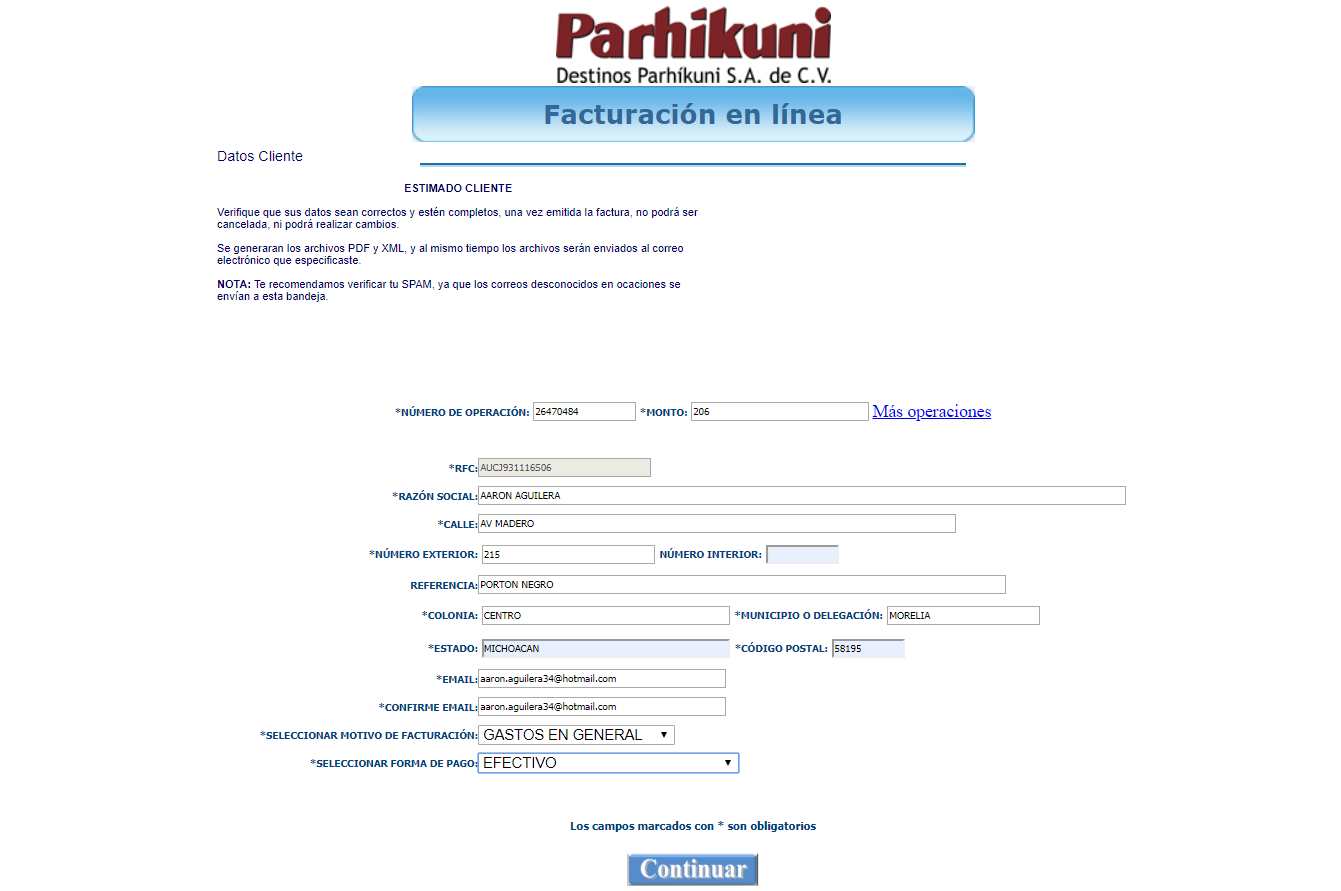 Parhíkuni
Destinos Parhíkuni S.A. de C.V.
Facturación en línea
Datos Cliente
ESTIMADO CLIENTE
Verifique que sus datos sean correctos y estén completos, una vez emitida la factura, no podrá ser
cancelada, ni podrá realizar cambios.
Se generaran los archivos PDF y XML, y al mismo tiempo los archivos serán enviados al correo
electrónico que especificaste.
NOTA: Te recomendamos verificar tu SPAM, ya que los correos desconocidos en ocaciones se
envían a esta bandeja.
*NÚMERO DE OPERACIÓN: 26470484 *MONTO: 206 Más operaciones
*RFC: AUCJ931116506
*RAZÓN SOCIAL: AARON AGUILERA
*CALLE: AV MADERO
*NÚMERO EXTERIOR: 215 NÚMERO INTERIOR:
REFERENCIA: PORTON NEGRO
*COLONIA: CENTRO *MUNICIPIO O DELEGACIÓN: MORELIA
*ESTADO: MICHOACAN *CÓDIGO POSTAL: 58195
*EMAIL: aaron.aguilera34@hotmail.com
*CONFIRME EMAIL: aaron.aguilera34@hotmail.com
*SELECCIONAR MOTIVO DE FACTURACIÓN: GASTOS EN GENERAL
*SELECCIONAR FORMA DE PAGO: EFECTIVO
Los campos marcados con * son obligatorios
Continuar